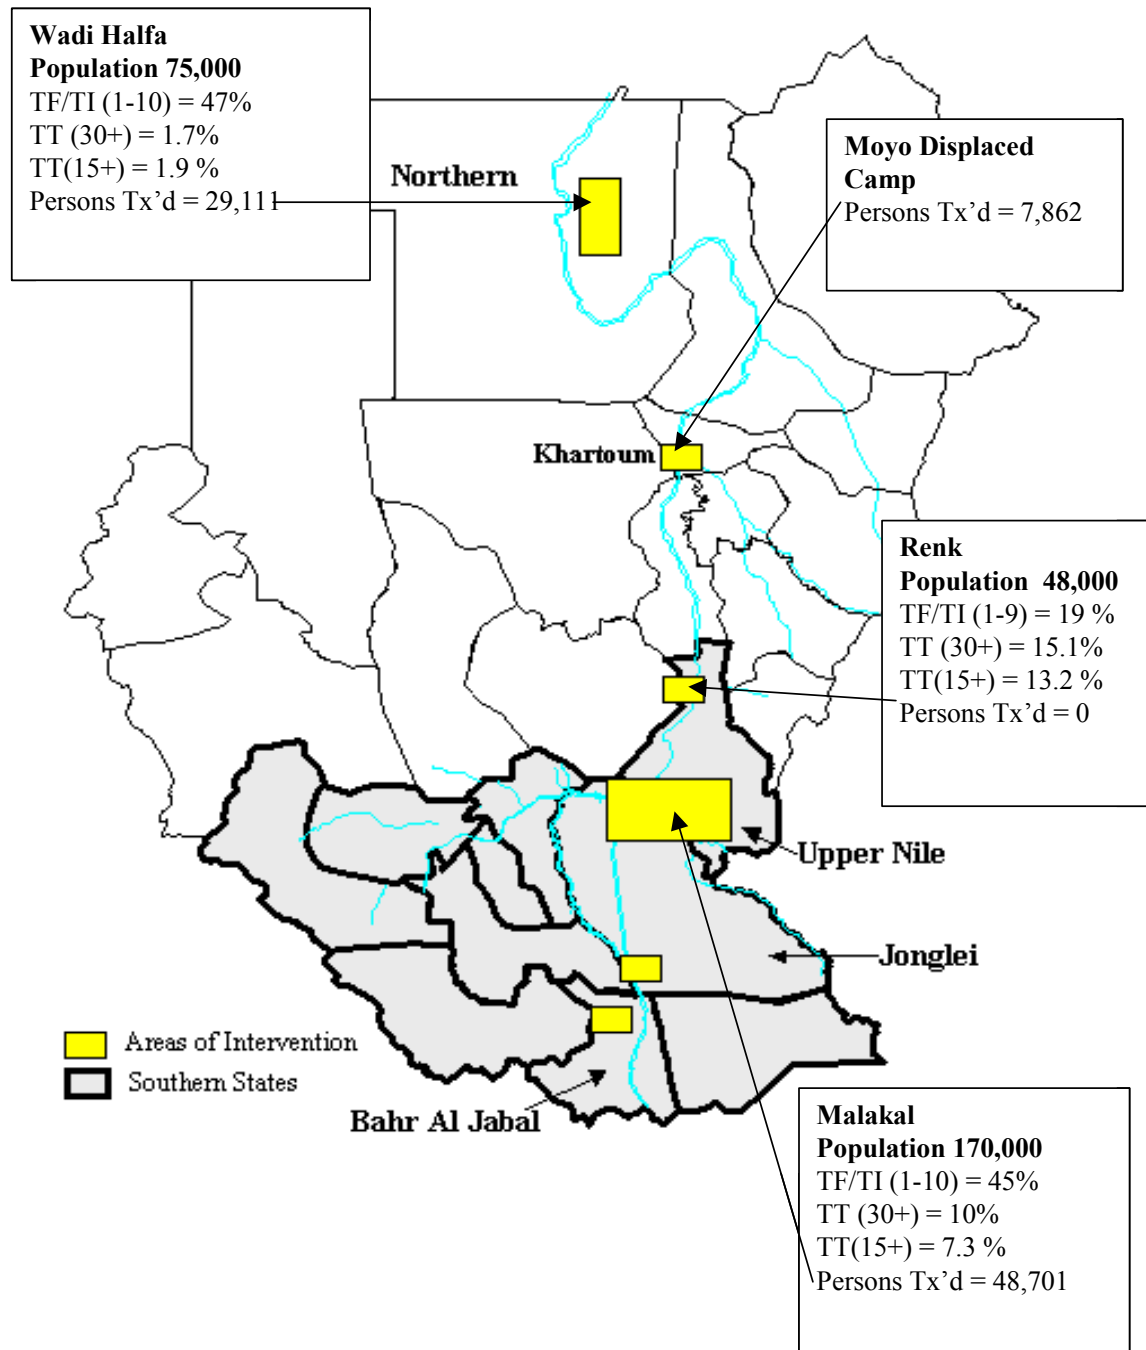 Wadi Halfa
Population 75,000
TF/TI (1-10) = 47%
TT (30+) = 1.7%
TT(15+) = 1.9 %
Persons Tx’d = 29,111
Northern
Moyo Displaced
Camp
Persons Tx’d = 7,862
Khartoum
Renk
Population  48,000
TF/TI (1-9) = 19 %
TT (30+) = 15.1%
TT(15+) = 13.2 %
Persons Tx’d = 0
Upper Nile
Jonglei
Areas of Intervention
Southern States
Bahr Al Jabal
Malakal
Population 170,000
TF/TI (1-10) = 45%
TT (30+) = 10%
TT(15+) = 7.3 %
Persons Tx’d = 48,701